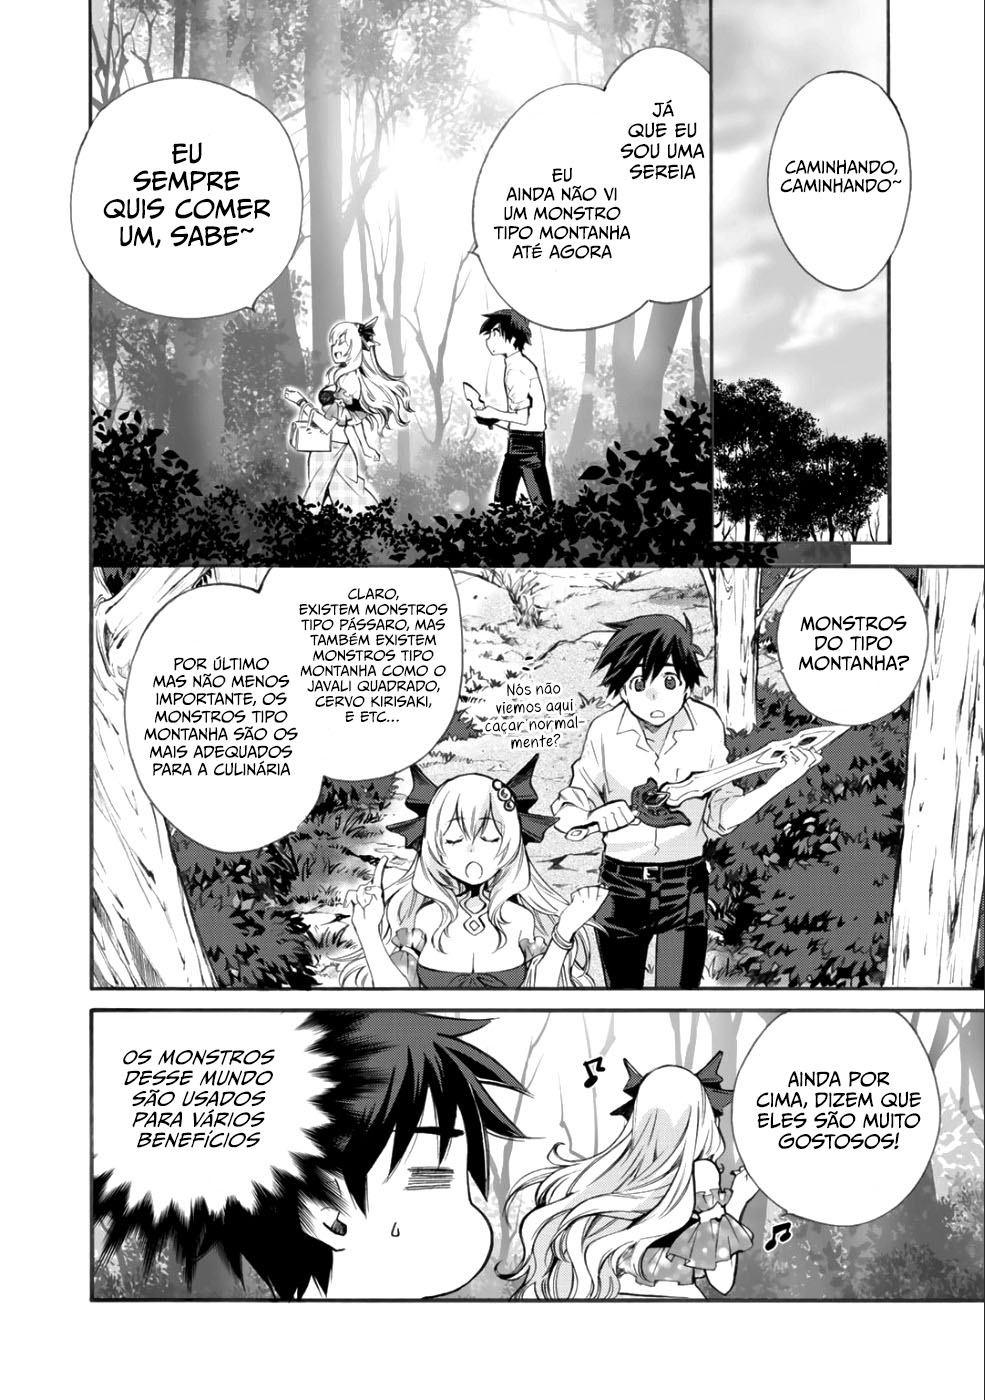 CAMINHANDO,
CAMINHANDO~
JÁ
QUE EU
SOU UMA
SEREIA
EU
AINDA NÃO VI
UM MONSTRO
TIPO MONTANHA
ATÉ AGORA
EU
SEMPRE
QUIS COMER
UM, SABE~
MONSTROS
DO TIPO
MONTANHA?
Nós não
viemos aqui
caçar normal-
mente?
CLARO,
EXISTEM MONSTROS
TIPO PÁSSARO, MAS
TAMBÉM EXISTEM
MONSTROS TIPO
MONTANHA COMO O
JAVALI QUADRADO,
CERVO KIRISAKI,
E ETC...
POR ÚLTIMO
MAS NÃO MENOS
IMPORTANTE, OS
MONSTROS TIPO
MONTANHA SÃO OS
MAIS ADEQUADOS
PARA A CULINÁRIA
AINDA POR
CIMA, DIZEM QUE
ELES SÃO MUITO
GOSTOSOS!
OS MONSTROS
DESSE MUNDO
SÃO USADOS
PARA VÁRIOS
BENEFÍCIOS